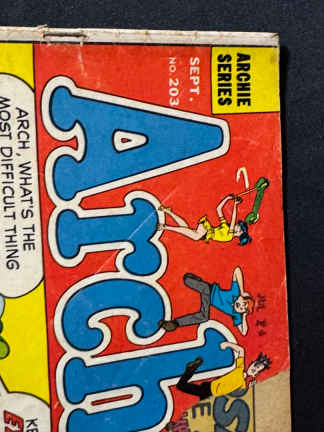 ARCHIE
SERIES
SEPT.
NO. 203
Arch
ARCH, WHAT'S THE
MOST DIFFICULT THING